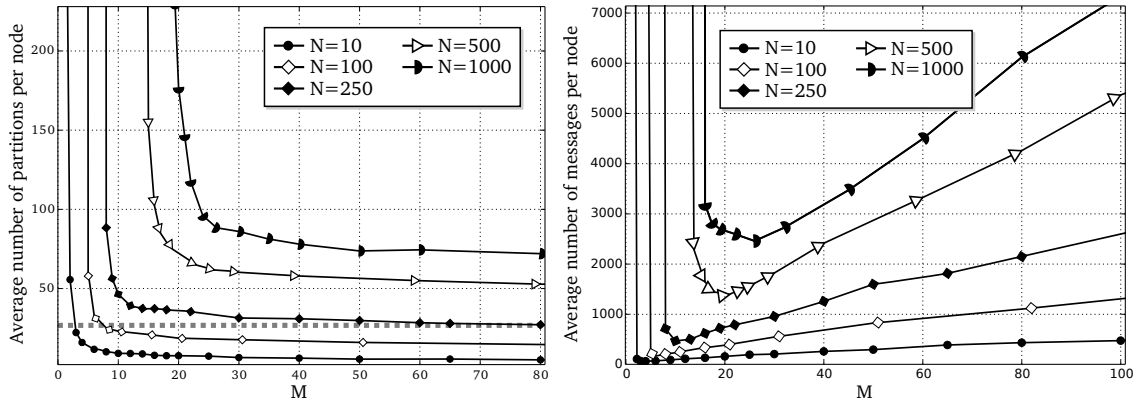 Average number of partitions per node
200
150
100
50
0
10
20
30
40
50
60
70
80
M
N=10
N=100
N=250
N=500
N=1000
Average number of messages per node
7000
6000
5000
4000
3000
2000
1000
0
0
20
40
60
80
100
M
N=10
N=100
N=250
N=500
N=1000